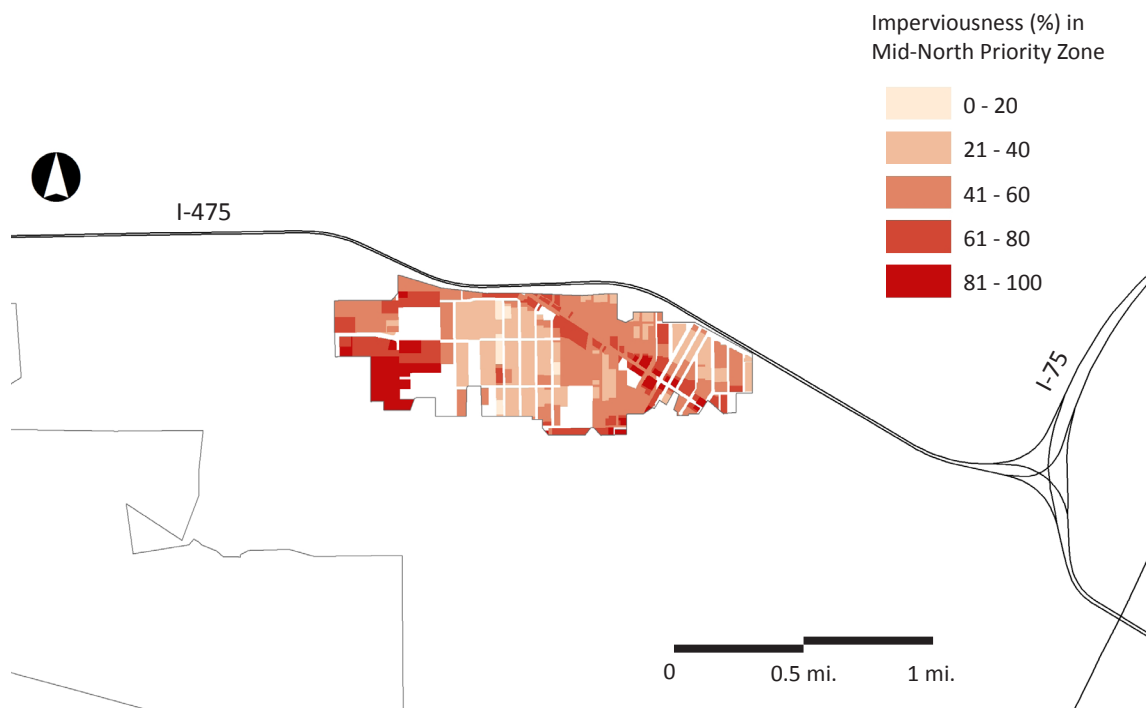 Imperviousness (%) in
Mid-North Priority Zone
0 - 20
21 - 40
41 - 60
61 - 80
81 - 100
I-475
I-75
0
0.5 mi.
1 mi.